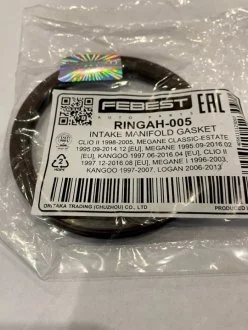 FEBEST
AUTO PARTS
EAC
RINGAH-005
INTAKE MANIFOLD GASKET
CLIO II 1998-2005, MEGANE CLASSIC-ESTATE
1995.09-2014.12 [EU], MEGANE 1995.09-2016.02
[EU], KANGOO 1997.06-2016.04 [EU], CLIO II
1997.12-2016.08 [EU], MEGANE I 1996-2003,
KANGOO 1997-2007, LOGAN 2006-2013
TRADING (CHUZHOU) CO., LTD.